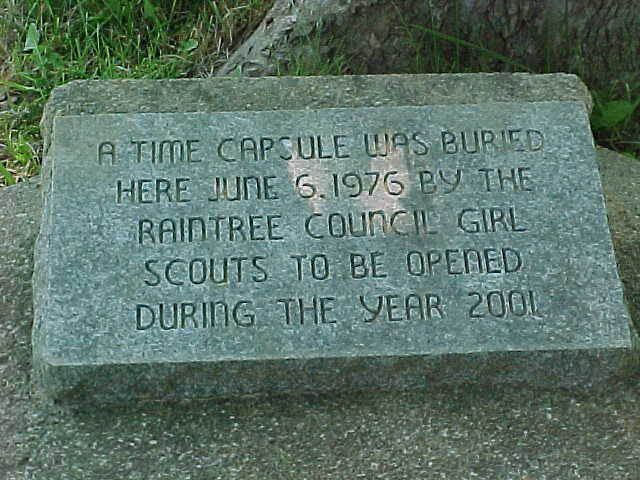 A TIME CAPSULE WAS BURIED
HERE JUNE 6, 1976 BY THE
RAINTREE COUNCIL GIRL
SCOUTS TO BE OPENED
DURING THE YEAR 2001.